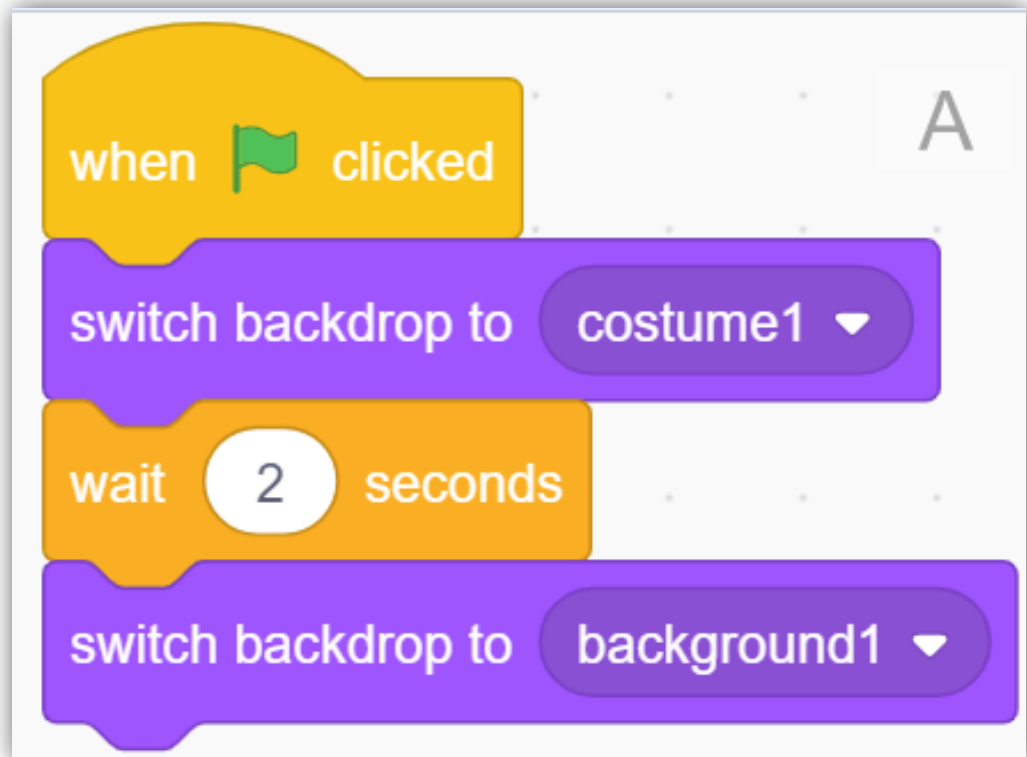 A
when clicked
switch backdrop to costume1
wait 2 seconds
switch backdrop to background1